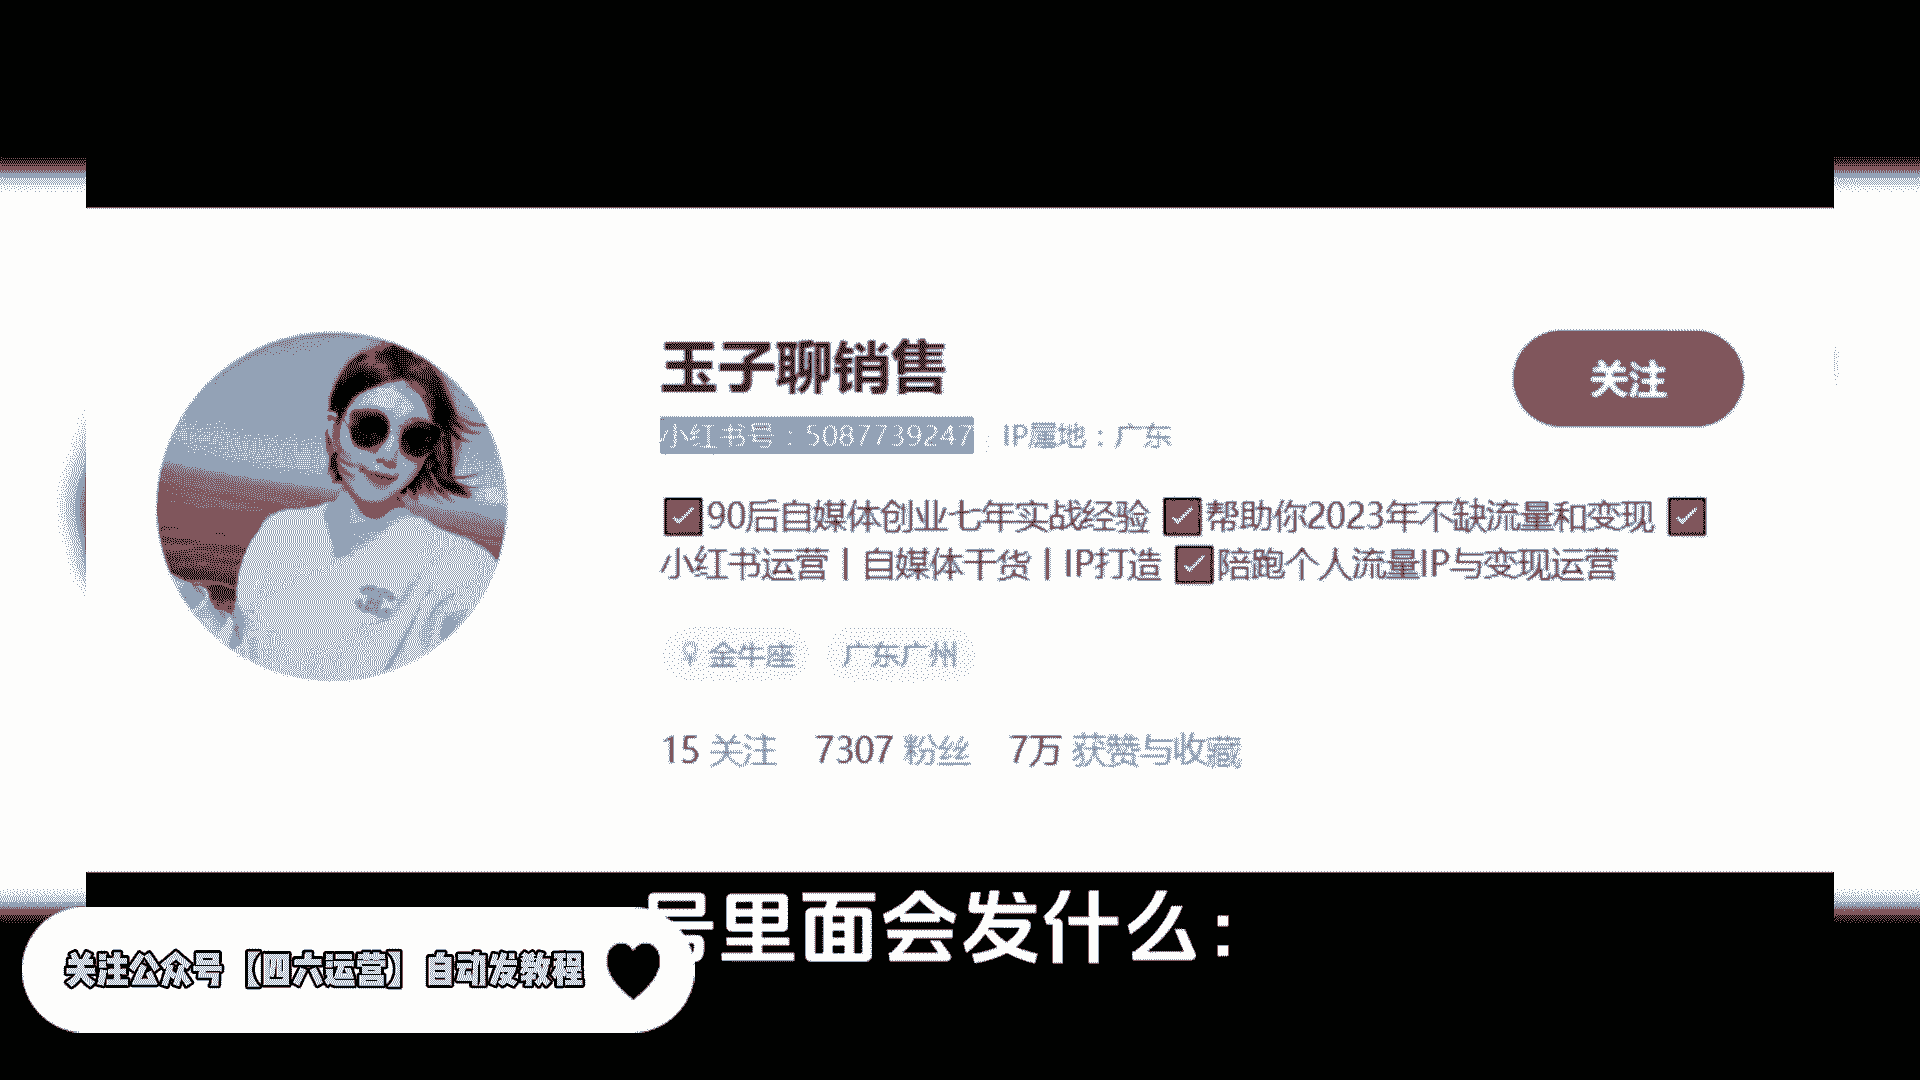 玉子聊销售
关注
小红书号：5087739247 IP属地：广东
✅90后自媒体创业七年实战经验 ✅帮助你2023年不缺流量和变现 ✅
小红书运营丨自媒体干货丨IP打造 ✅陪跑个人流量IP与变现运营
♀ 金牛座 广东广州
15 关注 7307 粉丝 7万 获赞与收藏
号里面会发什么：
关注公众号【四六运营】自动发教程